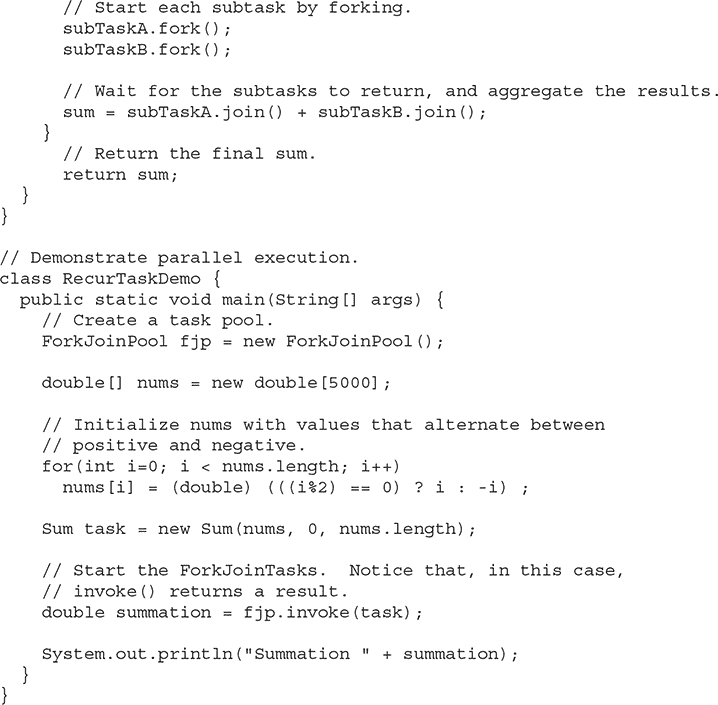 // Start each subtask by forking.
      subTaskA.fork();
      subTaskB.fork();

      // Wait for the subtasks to return, and aggregate the results.
      sum = subTaskA.join() + subTaskB.join();
    }
      // Return the final sum.
      return sum;
  }
}

// Demonstrate parallel execution.
class RecurTaskDemo {
  public static void main(String[] args) {
    // Create a task pool.
    ForkJoinPool fjp = new ForkJoinPool();

    double[] nums = new double[5000];

    // Initialize nums with values that alternate between
    // positive and negative.
    for(int i=0; i < nums.length; i++)
      nums[i] = (double) (((i%2) == 0) ? i : -i) ;

    Sum task = new Sum(nums, 0, nums.length);

    // Start the ForkJoinTasks.  Notice that, in this case,
    // invoke() returns a result.
    double summation = fjp.invoke(task);

    System.out.println("Summation " + summation);
  }
}